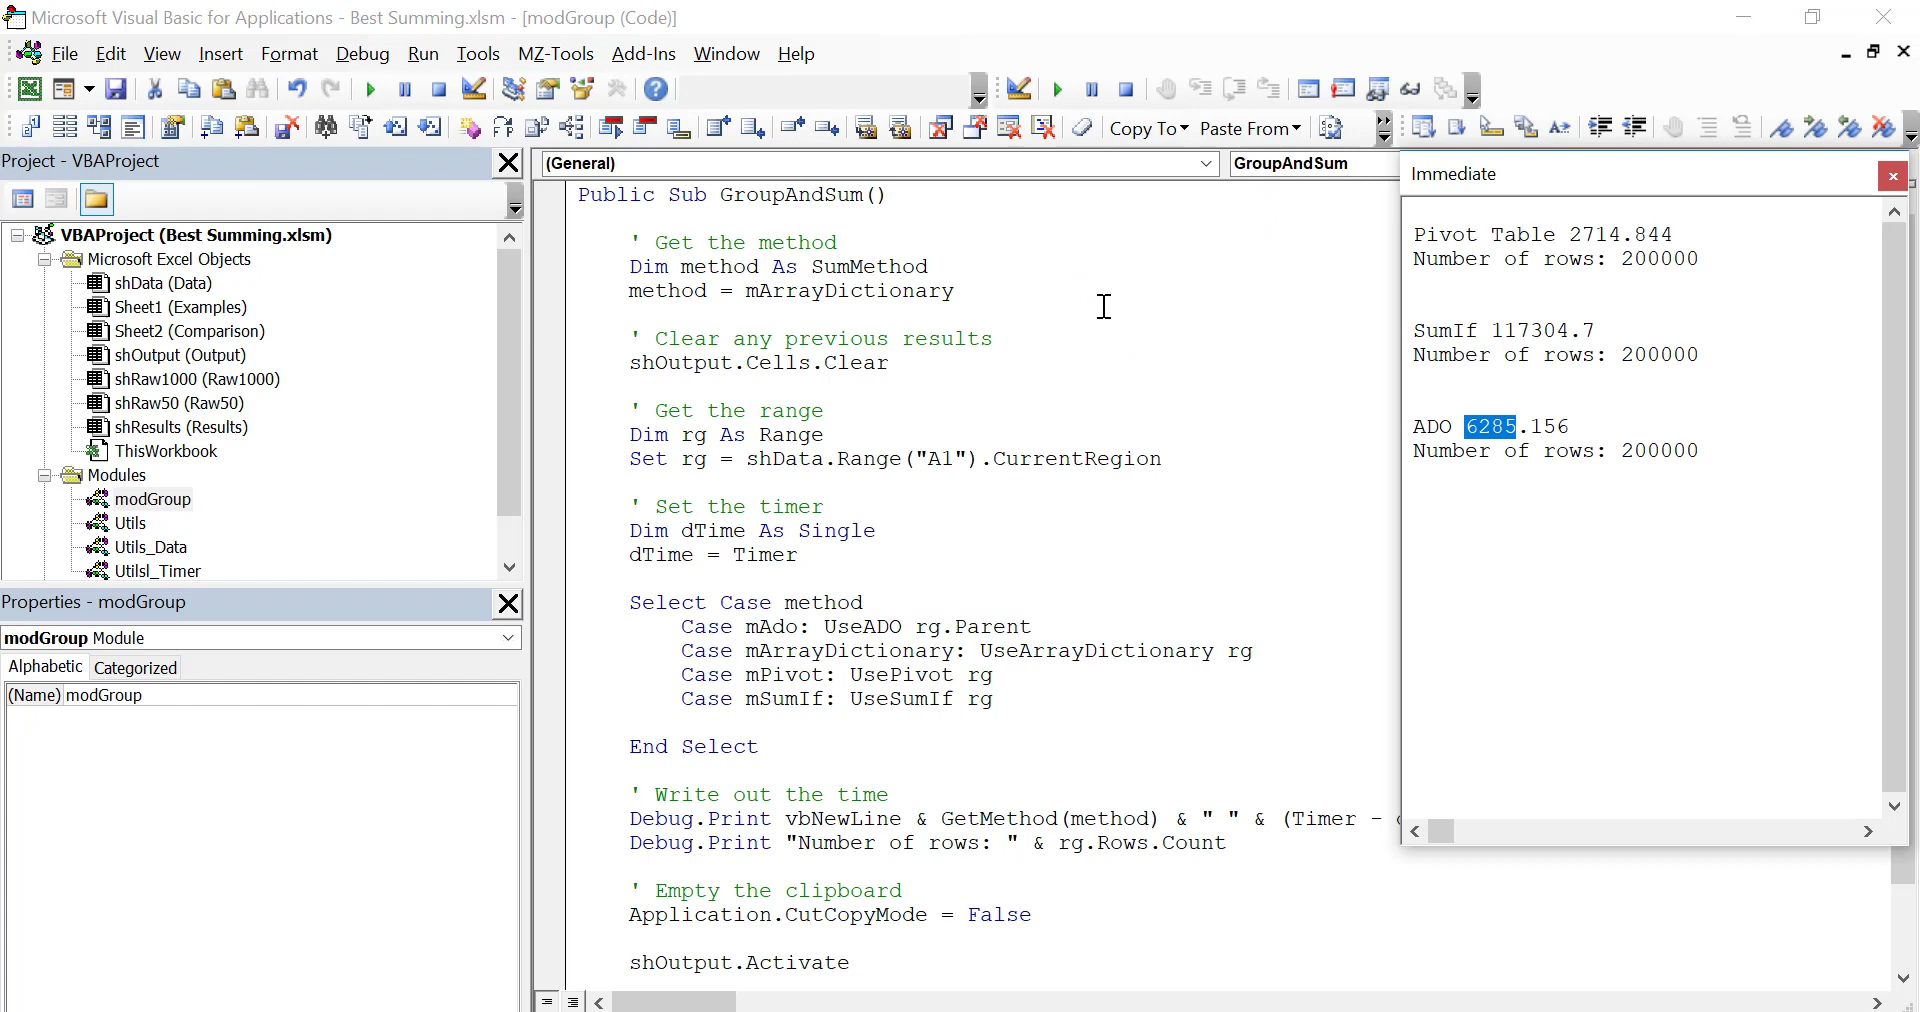 Microsoft Visual Basic for Applications - Best Summing.xlsm - [modGroup (Code)]
File Edit View Insert Format Debug Run Tools MZ-Tools Add-Ins Window Help
Copy To Paste From
Project - VBAProject
VBAProject (Best Summing.xlsm)
Microsoft Excel Objects
shData (Data)
Sheet1 (Examples)
Sheet2 (Comparison)
shOutput (Output)
shRaw1000 (Raw1000)
shRaw50 (Raw50)
shResults (Results)
ThisWorkbook
Modules
modGroup
Utils
Utils_Data
Utilsl_Timer
Properties - modGroup
modGroup Module
Alphabetic Categorized
(Name) modGroup
(General) GroupAndSum
Public Sub GroupAndSum()
' Get the method
Dim method As SumMethod
method = mArrayDictionary
' Clear any previous results
shOutput.Cells.Clear
' Get the range
Dim rg As Range
Set rg = shData.Range("A1").CurrentRegion
' Set the timer
Dim dTime As Single
dTime = Timer
Select Case method
Case mAdo: UseADO rg.Parent
Case mArrayDictionary: UseArrayDictionary rg
Case mPivot: UsePivot rg
Case mSumIf: UseSumIf rg
End Select
' Write out the time
Debug.Print vbNewLine & GetMethod(method) & " " & (Timer -
Debug.Print "Number of rows: " & rg.Rows.Count
' Empty the clipboard
Application.CutCopyMode = False
shOutput.Activate
Immediate
Pivot Table 2714.844
Number of rows: 200000
SumIf 117304.7
Number of rows: 200000
ADO 6285.156
Number of rows: 200000